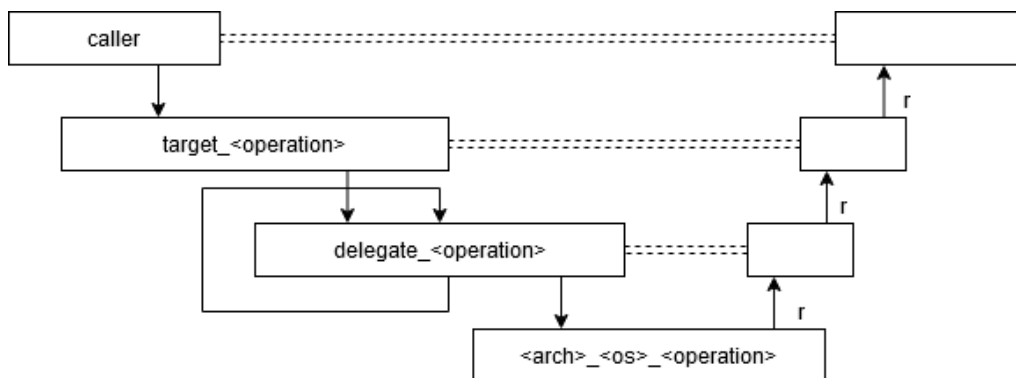 caller
r
target_<operation>
r
delegate_<operation>
r
<arch>_<os>_<operation>